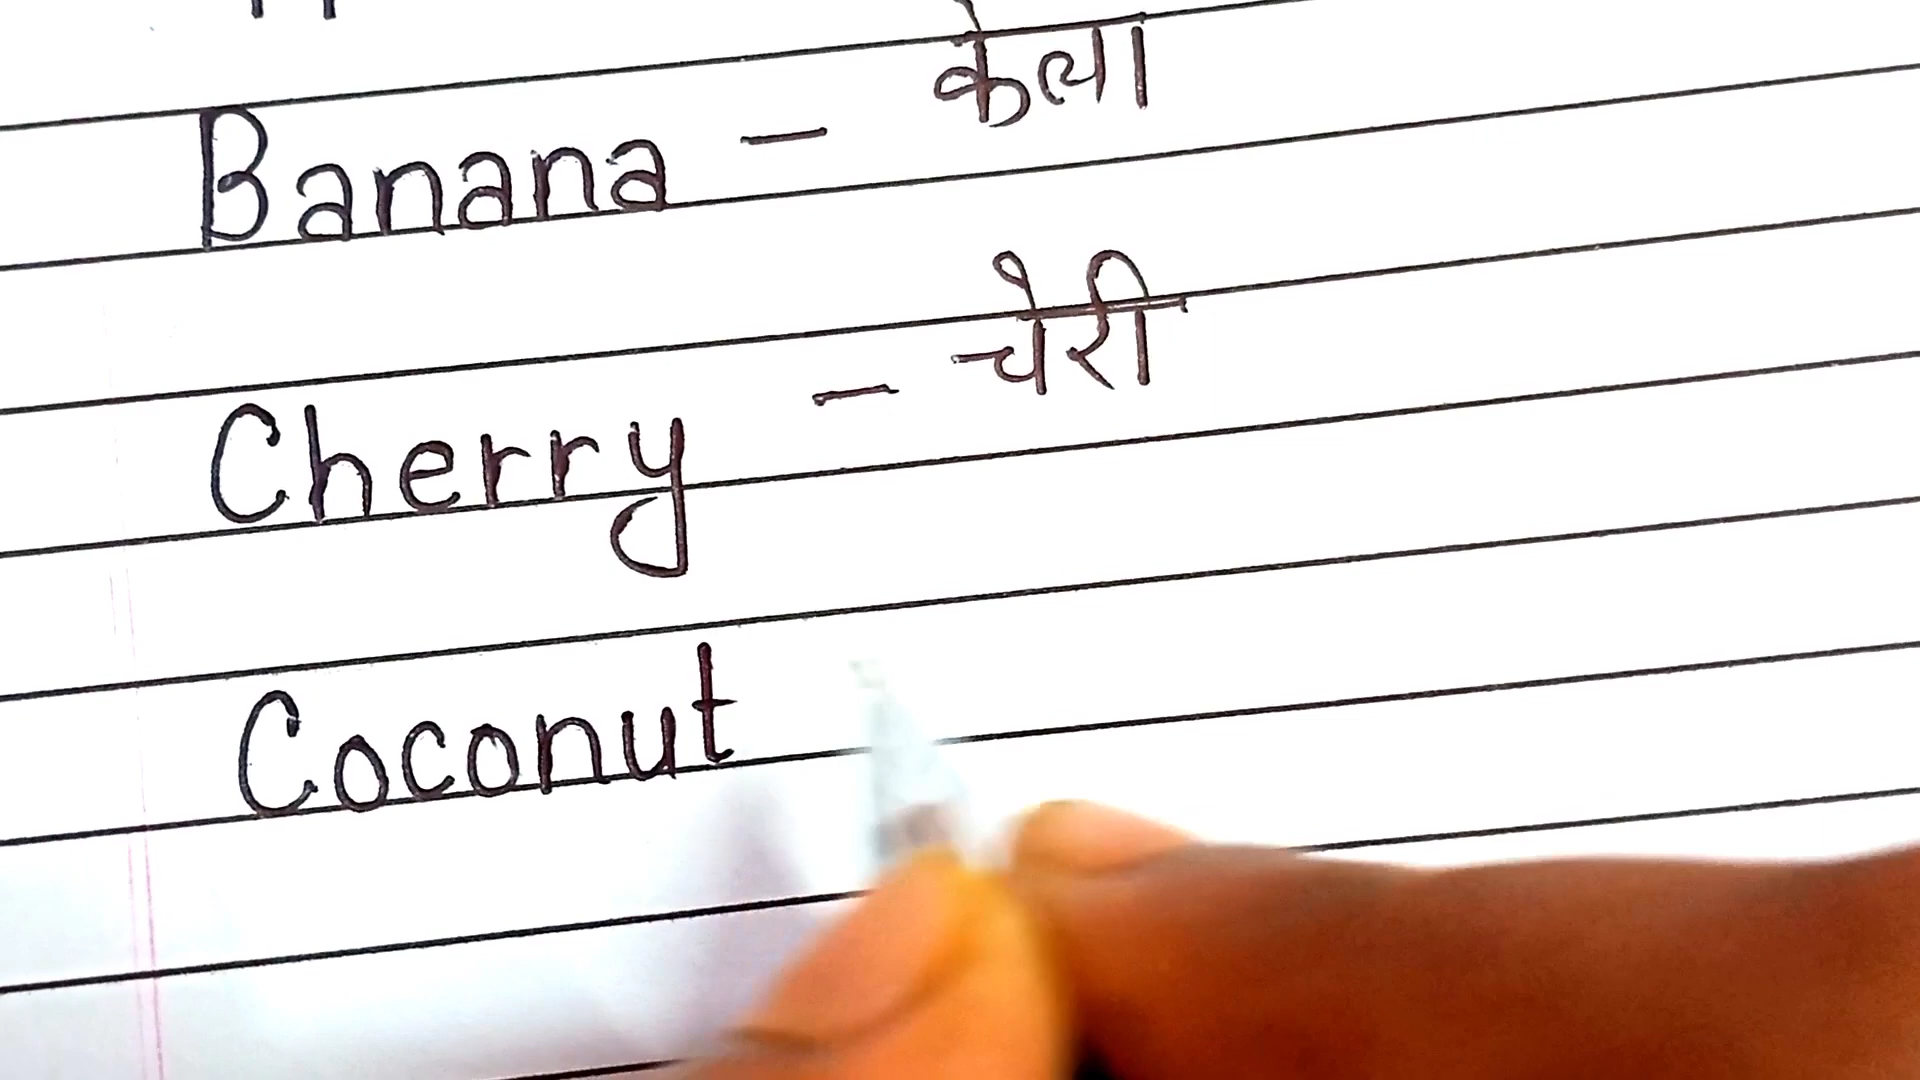 Banana – केला
Cherry – चेरी
Coconut